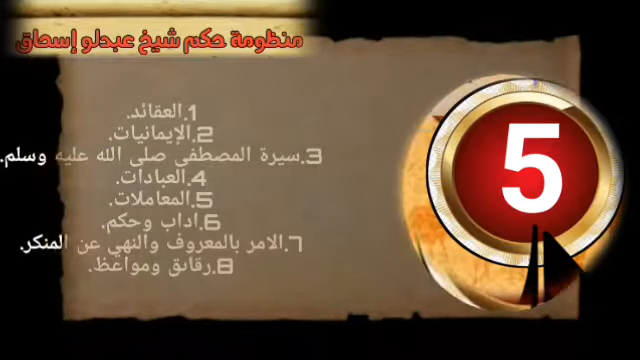 منظومة حكم شيخ عبدلو إسحاق
1.العقائد.
2.الإيمانيات.
3.سيرة المصطفى صلى الله عليه وسلم.
4.العبادات.
5.المعاملات.
6.اداب وحكم.
7.الامر بالمعروف والنهي عن المنكر.
8.رقائق ومواعظ.
5